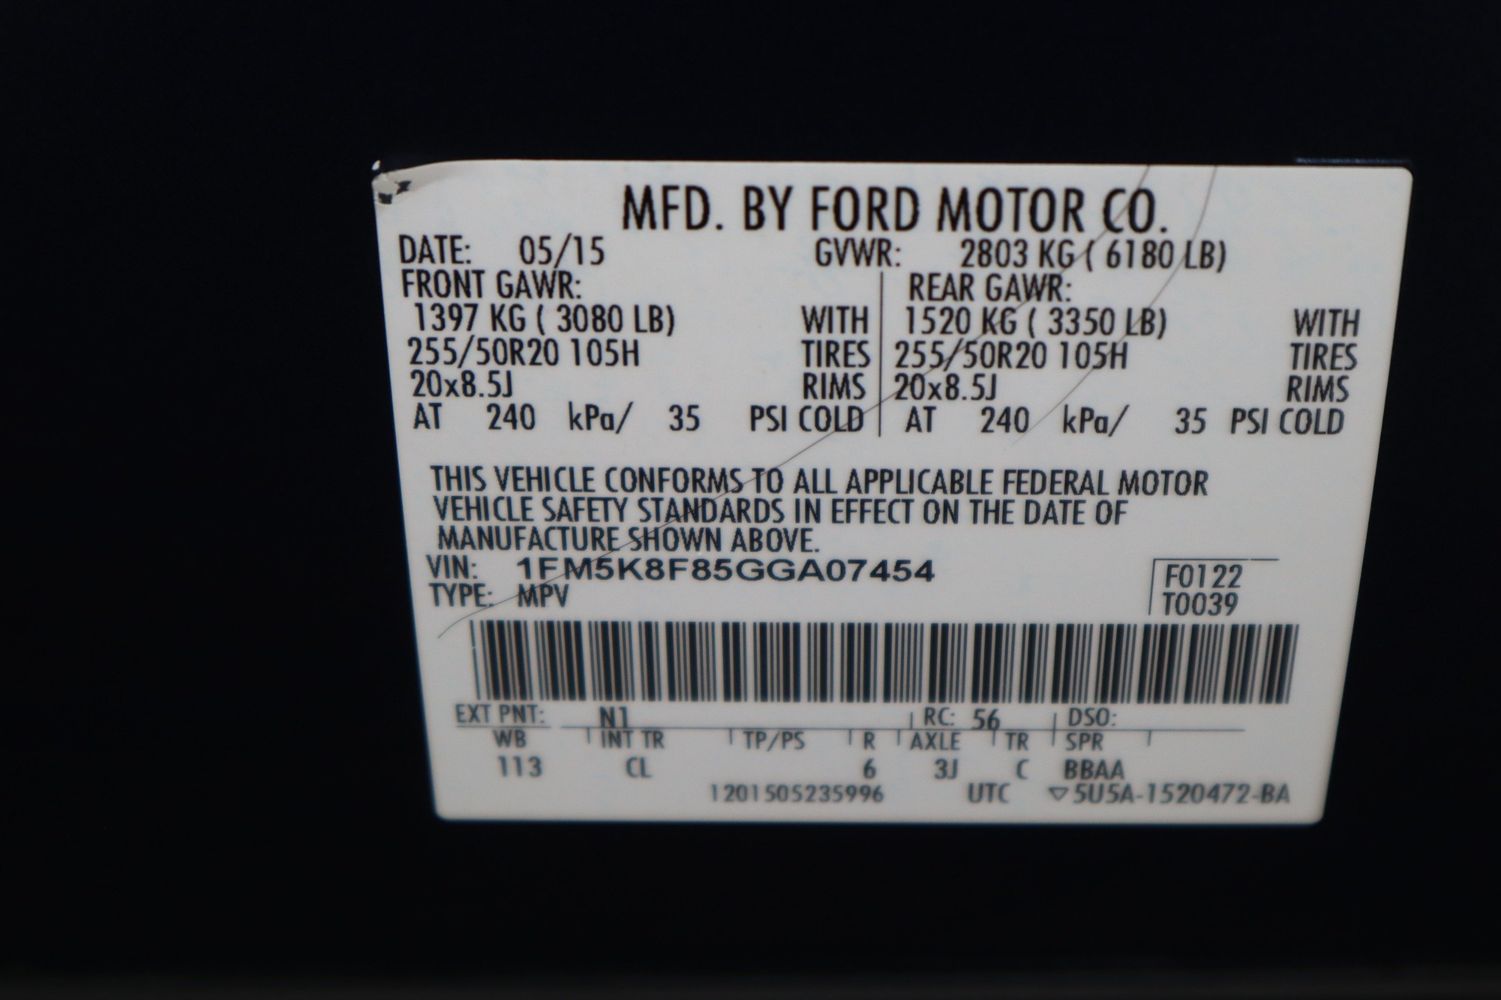 MFD. BY FORD MOTOR CO.
DATE: 05/15 GVWR: 2803 KG ( 6180 LB)
FRONT GAWR: REAR GAWR:
1397 KG ( 3080 LB) WITH 1520 KG ( 3350 LB) WITH
255/50R20 105H TIRES 255/50R20 105H TIRES
20x8.5J RIMS 20x8.5J RIMS
AT 240 kPa/ 35 PSI COLD AT 240 kPa/ 35 PSI COLD
THIS VEHICLE CONFORMS TO ALL APPLICABLE FEDERAL MOTOR
VEHICLE SAFETY STANDARDS IN EFFECT ON THE DATE OF
MANUFACTURE SHOWN ABOVE.
VIN: 1FM5K8F85GGA07454 F0122
TYPE: MPV T0039
EXT PNT: N1 RC: 56 DSO:
WB INT TR TP/PS R AXLE TR SPR
113 CL 6 3J C BBAA
1201505235996 UTC ▽5U5A-1520472-BA